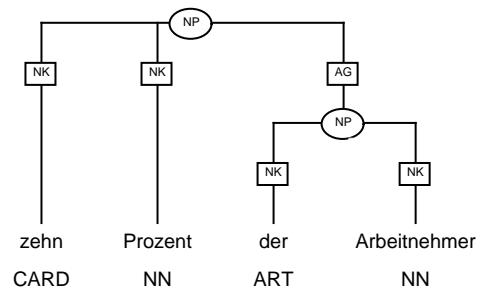 NP
NK NK AG
NP
NK NK
zehn Prozent der Arbeitnehmer
CARD NN ART NN